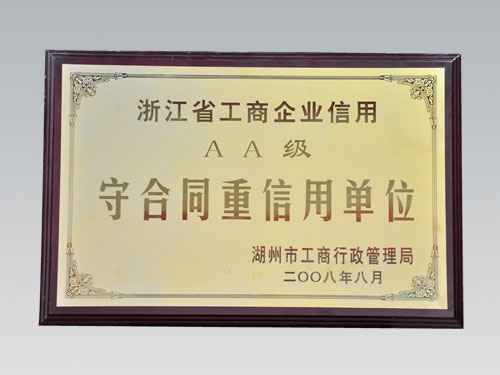 浙江省工商企业信用
AA级
守合同重信用单位
湖州市工商行政管理局
二〇〇八年八月